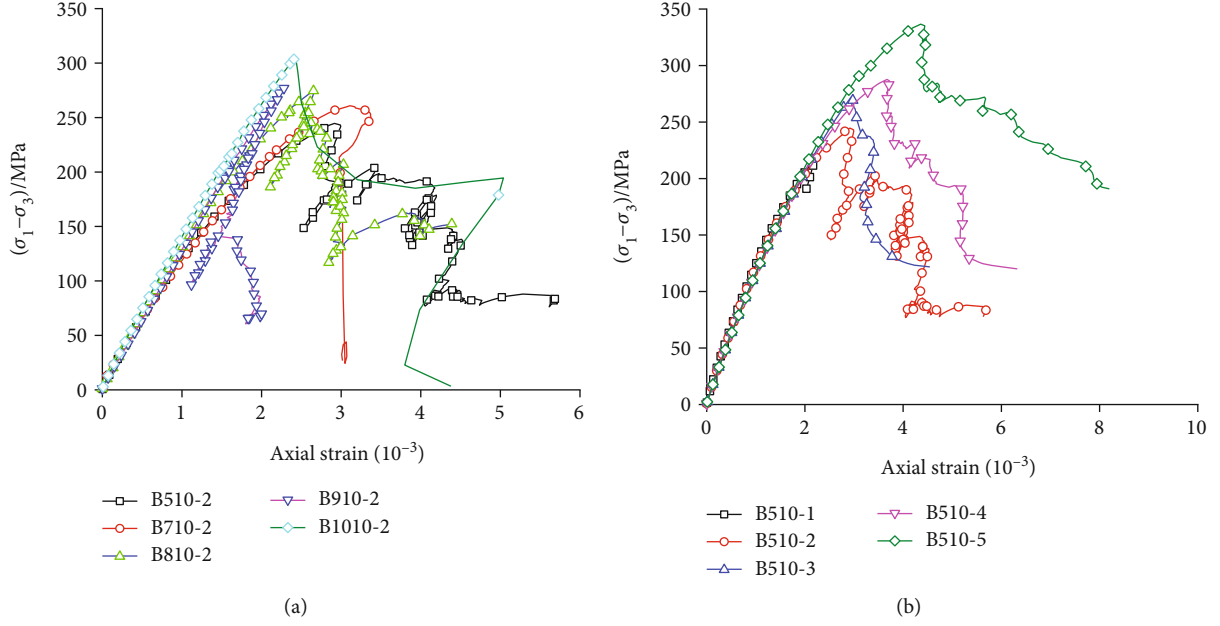 350
300
250
200
150
100
50
0
(σ₁–σ₃)/MPa
0 1 2 3 4 5 6
Axial strain (10⁻³)
B510-2
B710-2
B810-2
B910-2
B1010-2
(a)
350
300
250
200
150
100
50
0
(σ₁–σ₃)/MPa
0 2 4 6 8 10
Axial strain (10⁻³)
B510-1
B510-2
B510-3
B510-4
B510-5
(b)